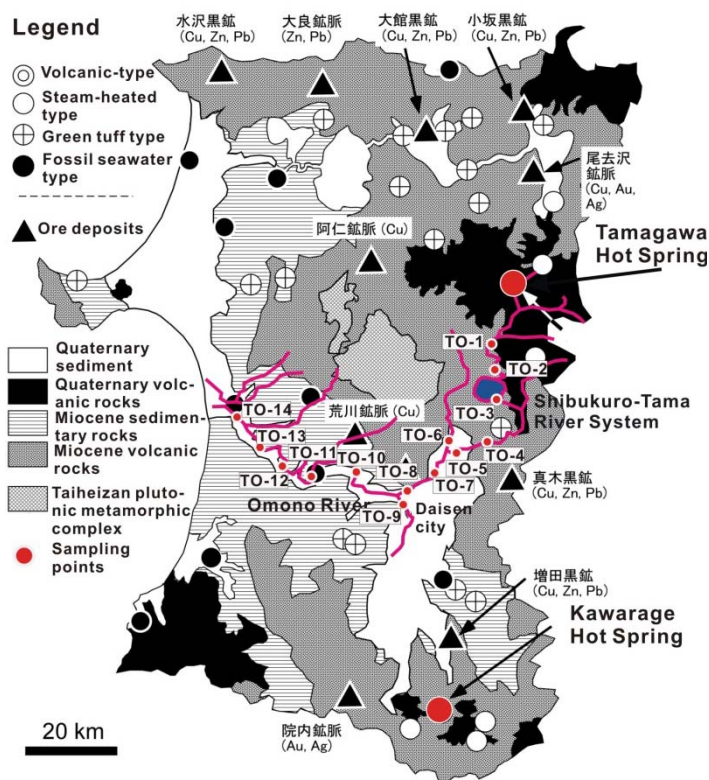 Legend
Volcanic-type
Steam-heated
type
Green tuff type
Fossil seawater
type
Ore deposits
水沢黒鉱
(Cu, Zn, Pb)
大良鉱脈
(Zn, Pb)
大館黒鉱
(Cu, Zn, Pb)
小坂黒鉱
(Cu, Zn, Pb)
尾去沢
鉱脈
(Cu, Au,
Ag)
阿仁鉱脈 (Cu)
Tamagawa
Hot Spring
TO-1
TO-2
TO-3
Shibukuro-Tama
River System
Quaternary
sediment
Quaternary volc-
anic rocks
Miocene sedimen-
tary rocks
Miocene volcanic
rocks
Taiheizan pluto-
nic metamorphic
complex
Sampling
points
TO-14
荒川鉱脈 (Cu)
TO-13
TO-11
TO-10
TO-6
TO-4
TO-8
TO-5
TO-7
TO-12
Omono River
TO-9
Daisen
city
真木黒鉱
(Cu, Zn, Pb)
増田黒鉱
(Cu, Zn, Pb)
Kawarage
Hot Spring
20 km
院内鉱脈
(Au, Ag)